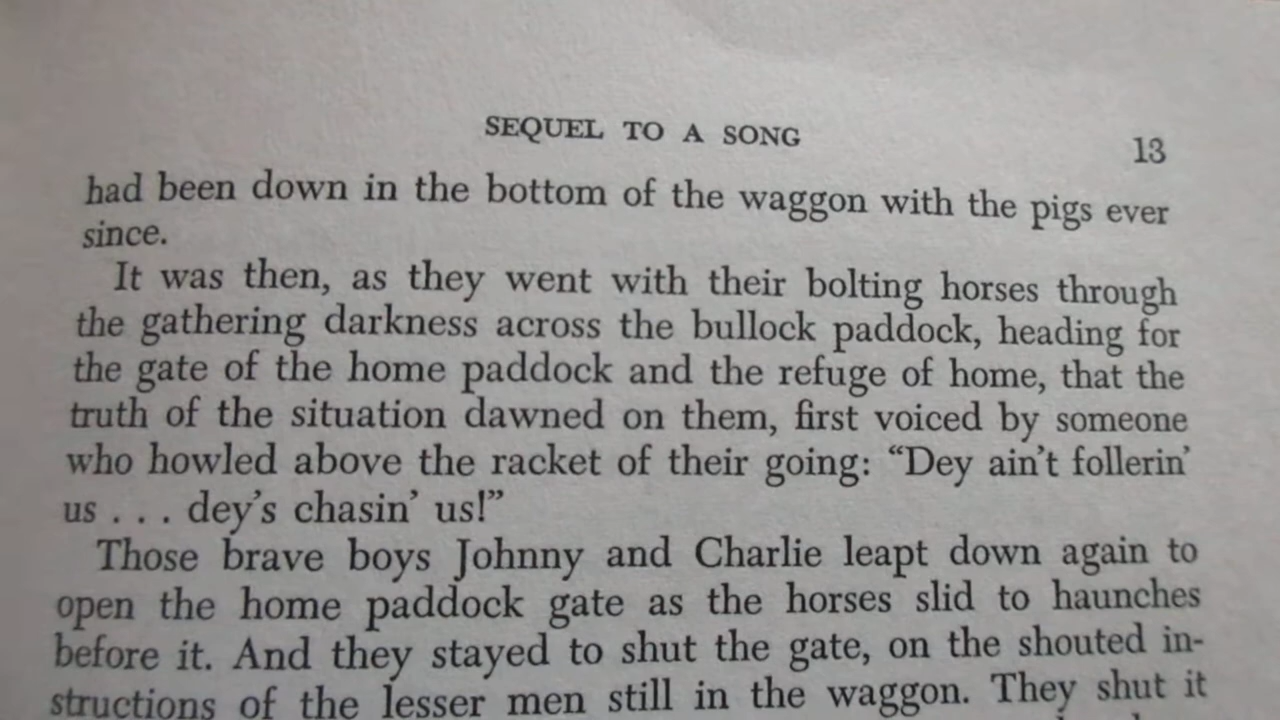 SEQUEL TO A SONG 13
had been down in the bottom of the waggon with the pigs ever
since.
It was then, as they went with their bolting horses through
the gathering darkness across the bullock paddock, heading for
the gate of the home paddock and the refuge of home, that the
truth of the situation dawned on them, first voiced by someone
who howled above the racket of their going: “Dey ain’t follerin’
us . . . dey’s chasin’ us!”
Those brave boys Johnny and Charlie leapt down again to
open the home paddock gate as the horses slid to haunches
before it. And they stayed to shut the gate, on the shouted in-
structions of the lesser men still in the waggon. They shut it